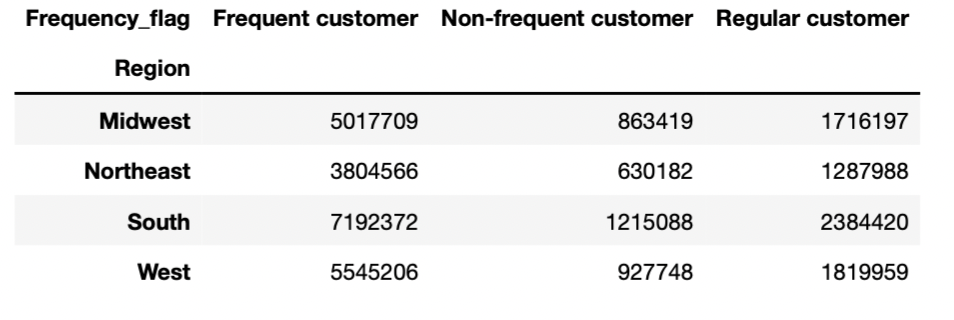 Frequency_flag Frequent customer Non-frequent customer Regular customer
Region
Midwest 5017709 863419 1716197
Northeast 3804566 630182 1287988
South 7192372 1215088 2384420
West 5545206 927748 1819959